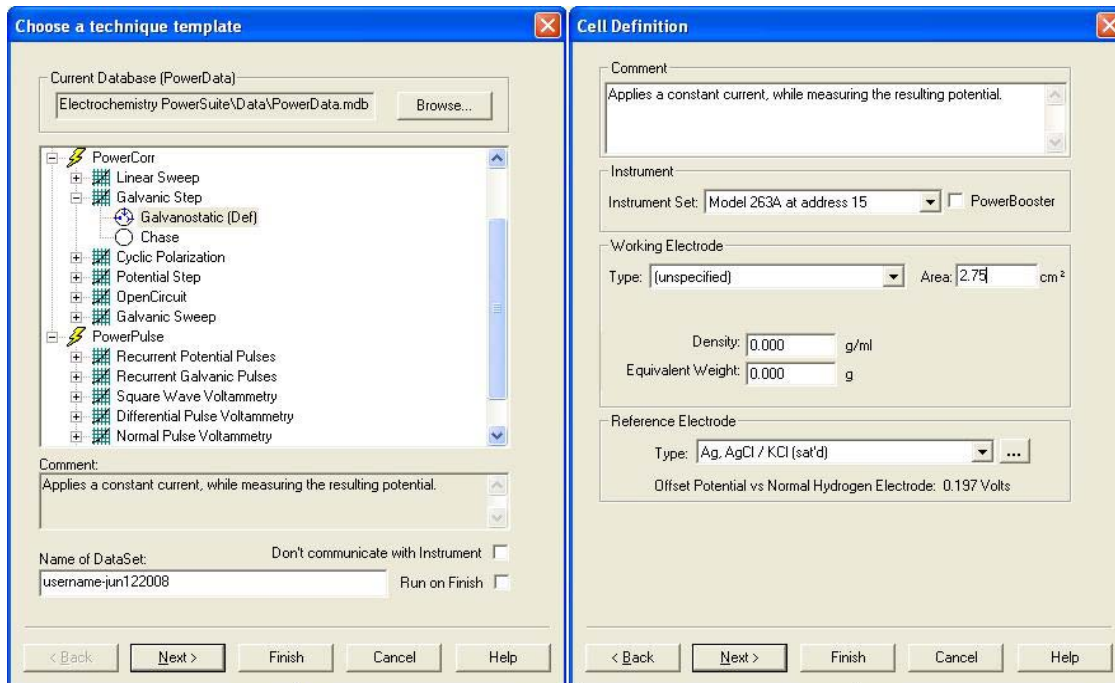 Choose a technique template
Current Database (PowerData)
Electrochemistry PowerSuite\Data\PowerData.mdb
Browse...
PowerCorr
Linear Sweep
Galvanic Step
Galvanostatic (Def)
Chase
Cyclic Polarization
Potential Step
OpenCircuit
Galvanic Sweep
PowerPulse
Recurrent Potential Pulses
Recurrent Galvanic Pulses
Square Wave Voltammetry
Differential Pulse Voltammetry
Normal Pulse Voltammetry
Comment:
Applies a constant current, while measuring the resulting potential.
Name of DataSet:
Don't communicate with Instrument
username-jun122008
Run on Finish
< Back
Next >
Finish
Cancel
Help
Cell Definition
Comment
Applies a constant current, while measuring the resulting potential.
Instrument
Instrument Set: Model 263A at address 15
PowerBooster
Working Electrode
Type: (unspecified)
Area: 2.75 cm²
Density: 0.000 g/ml
Equivalent Weight: 0.000 g
Reference Electrode
Type: Ag, AgCl / KCl (sat'd)
...
Offset Potential vs Normal Hydrogen Electrode: 0.197 Volts
< Back
Next >
Finish
Cancel
Help